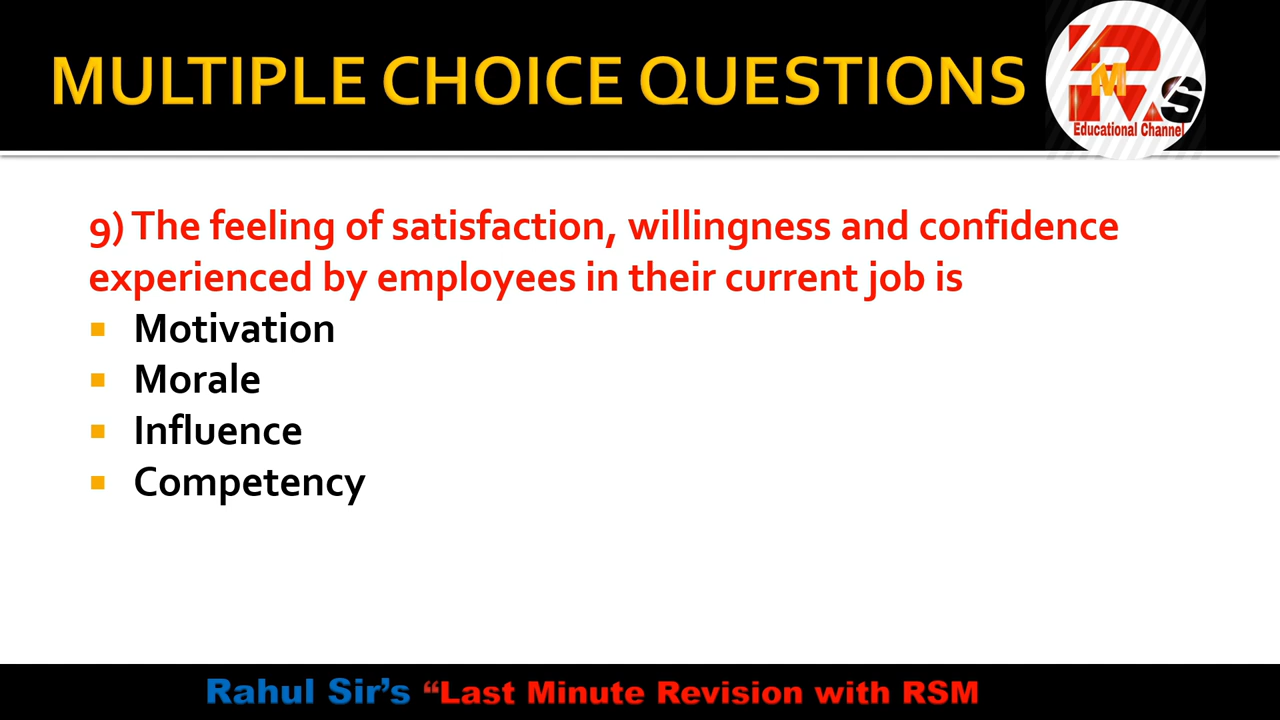 MULTIPLE CHOICE QUESTIONS
RMS
Educational Channel
9) The feeling of satisfaction, willingness and confidence
experienced by employees in their current job is
Motivation
Morale
Influence
Competency
Rahul Sir's "Last Minute Revision with RSM